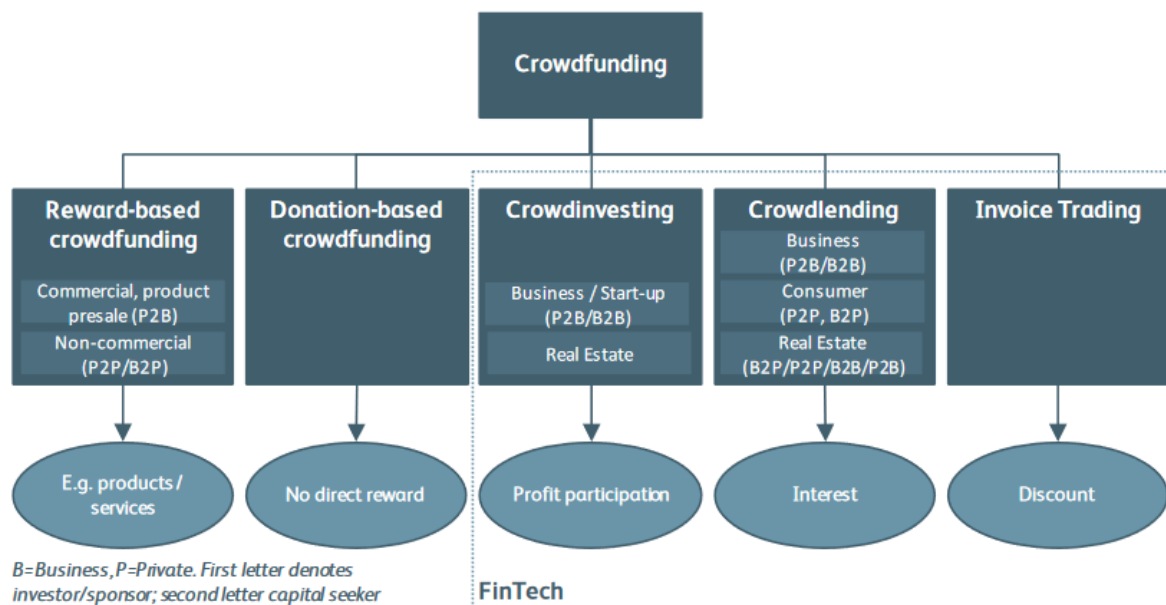 Crowdfunding
Reward-based
crowdfunding
Commercial, product
presale (P2B)
Non-commercial
(P2P/B2P)
Donation-based
crowdfunding
Crowdinvesting
Business / Start-up
(P2B/B2B)
Real Estate
Crowdlending
Business
(P2B/B2B)
Consumer
(P2P, B2P)
Real Estate
(B2P/P2P/B2B/P2B)
Invoice Trading
E.g. products /
services
No direct reward
Profit participation
Interest
Discount
B=Business, P=Private. First letter denotes
investor/sponsor; second letter capital seeker
FinTech